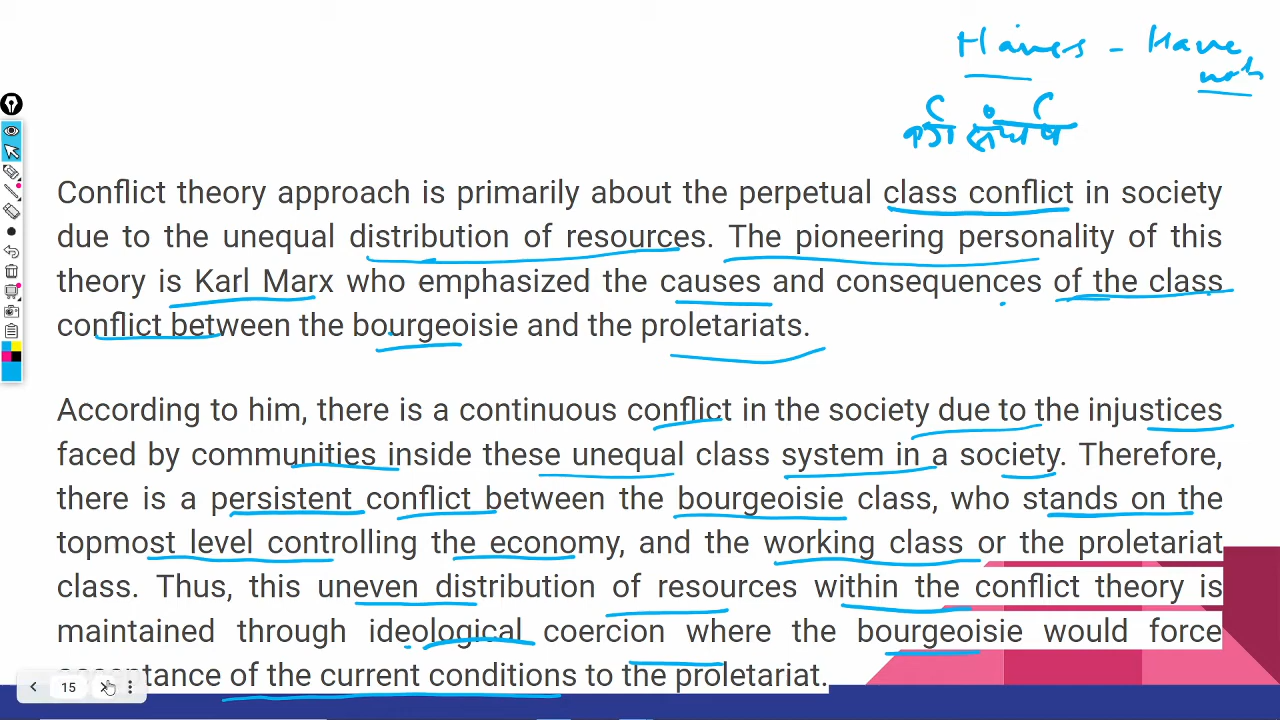 Haves - Have
nots
वर्ग संघर्ष
Conflict theory approach is primarily about the perpetual class conflict in society
due to the unequal distribution of resources. The pioneering personality of this
theory is Karl Marx who emphasized the causes and consequences of the class
conflict between the bourgeoisie and the proletariats.
According to him, there is a continuous conflict in the society due to the injustices
faced by communities inside these unequal class system in a society. Therefore,
there is a persistent conflict between the bourgeoisie class, who stands on the
topmost level controlling the economy, and the working class or the proletariat
class. Thus, this uneven distribution of resources within the conflict theory is
maintained through ideological coercion where the bourgeoisie would force
of the current conditions to the proletariat.
15